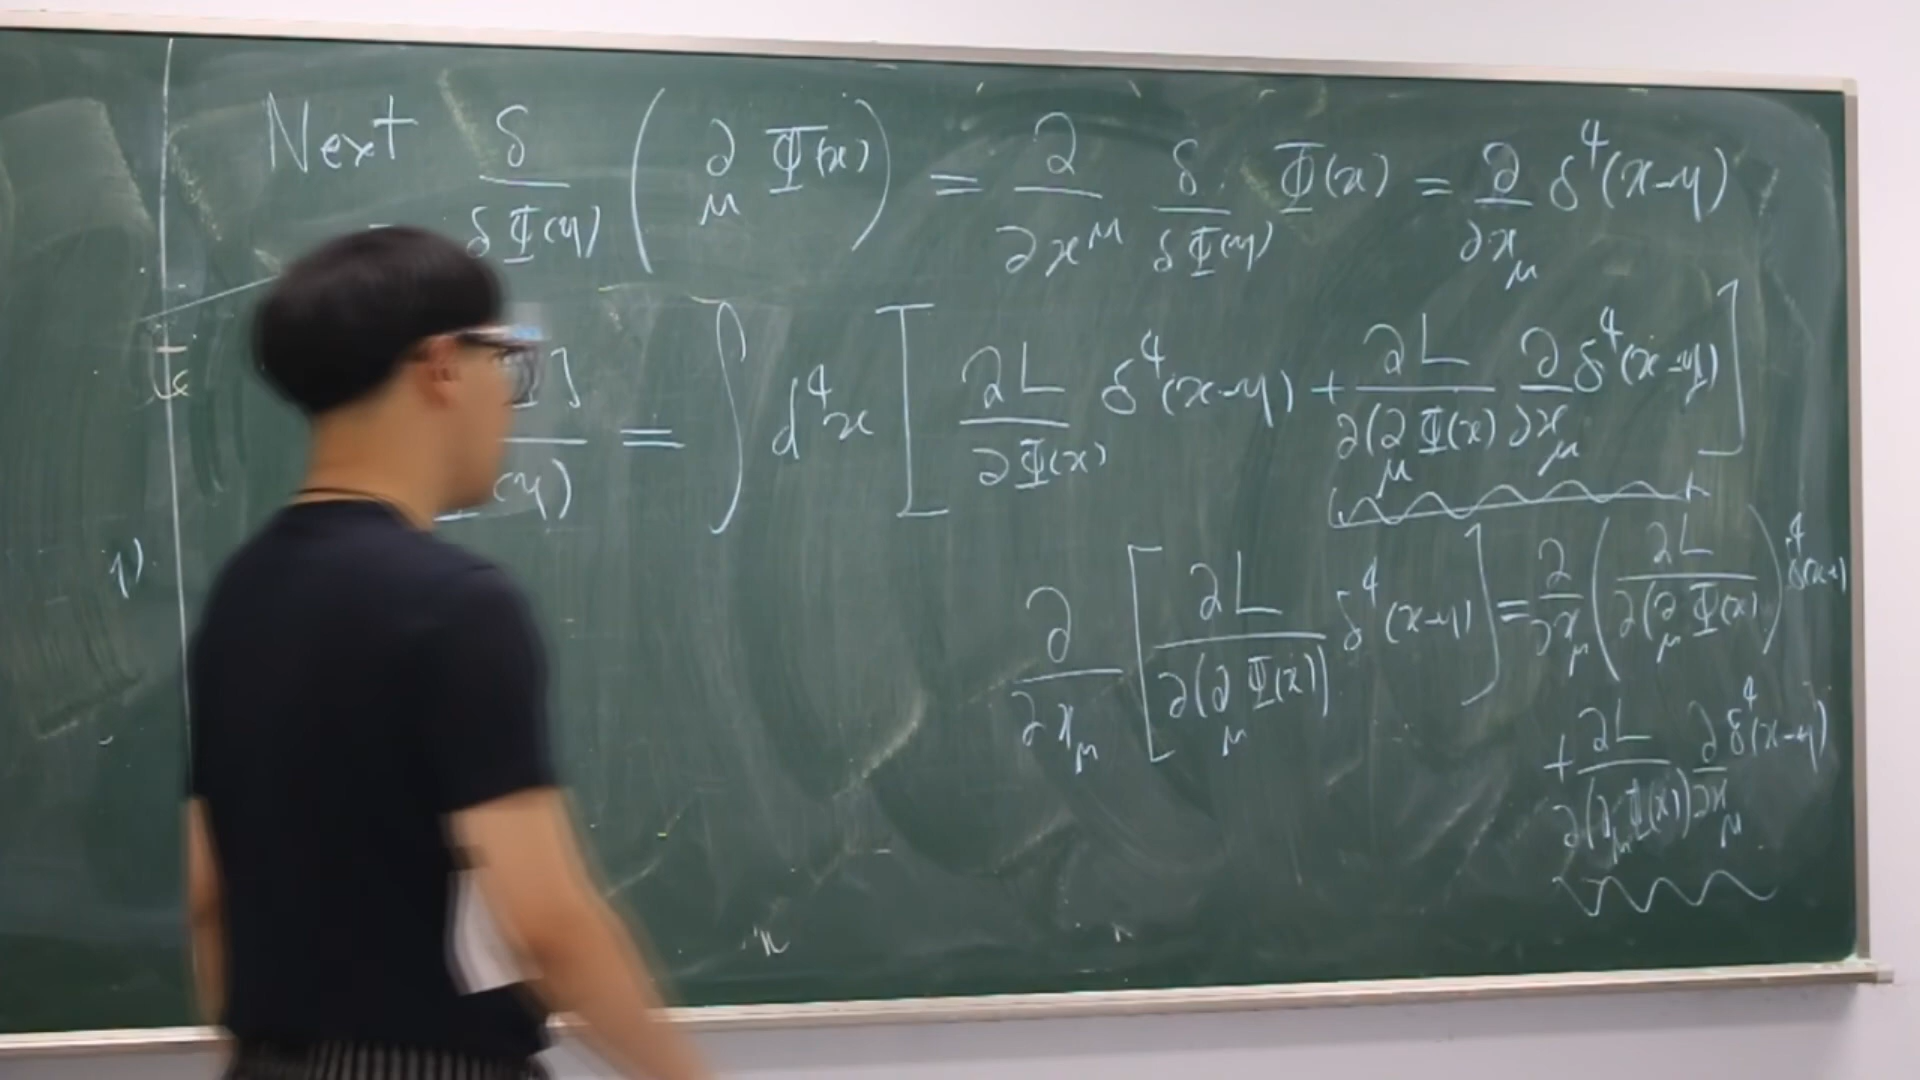 Next δ/δΦ(y) ( ∂_μ Φ(x) ) = ∂/∂x^μ δ/δΦ(y) Φ(x) = ∂/∂x_μ δ^4(x-y)
Φ] / (y) = ∫ d^4x [ ∂L/∂Φ(x) δ^4(x-y) + ∂L/∂(∂_μ Φ(x) ∂/∂x_μ δ^4(x-y) ]
∂/∂x_μ [ ∂L/∂(∂_μ Φ(x)) δ^4(x-y) ] = ∂/∂x_μ ( ∂L/∂(∂_μ Φ(x) ) δ^4(x-y)
+ ∂L/∂(∂_μ Φ(x)) ∂/∂x_μ δ^4(x-y)